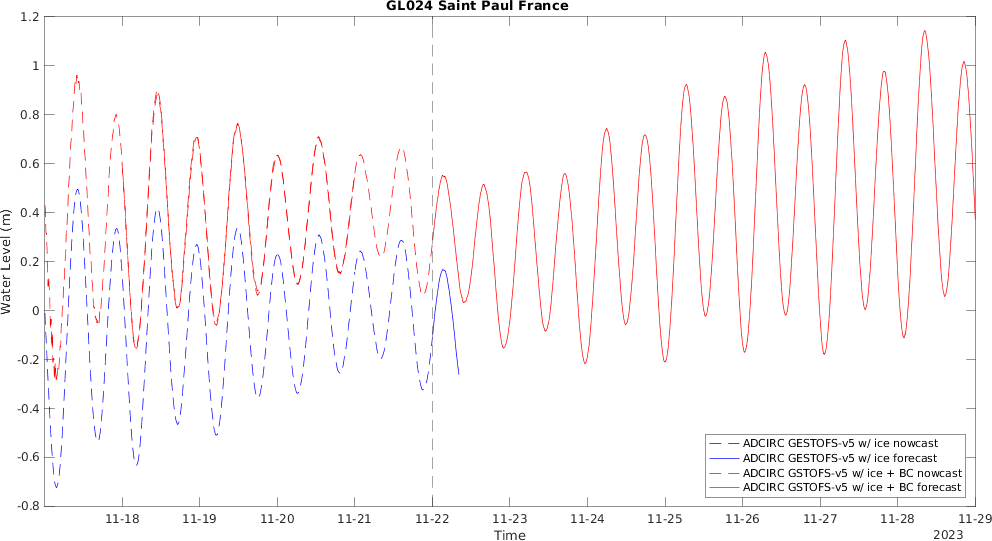 GL024 Saint Paul France
Water Level (m)
1.2
1
0.8
0.6
0.4
0.2
0
-0.2
-0.4
-0.6
-0.8
ADCIRC GESTOFS-v5 w/ ice nowcast
ADCIRC GESTOFS-v5 w/ ice forecast
ADCIRC GSTOFS-v5 w/ ice + BC nowcast
ADCIRC GSTOFS-v5 w/ ice + BC forecast
11-18 11-19 11-20 11-21 11-22 11-23 11-24 11-25 11-26 11-27 11-28 11-29
Time
2023